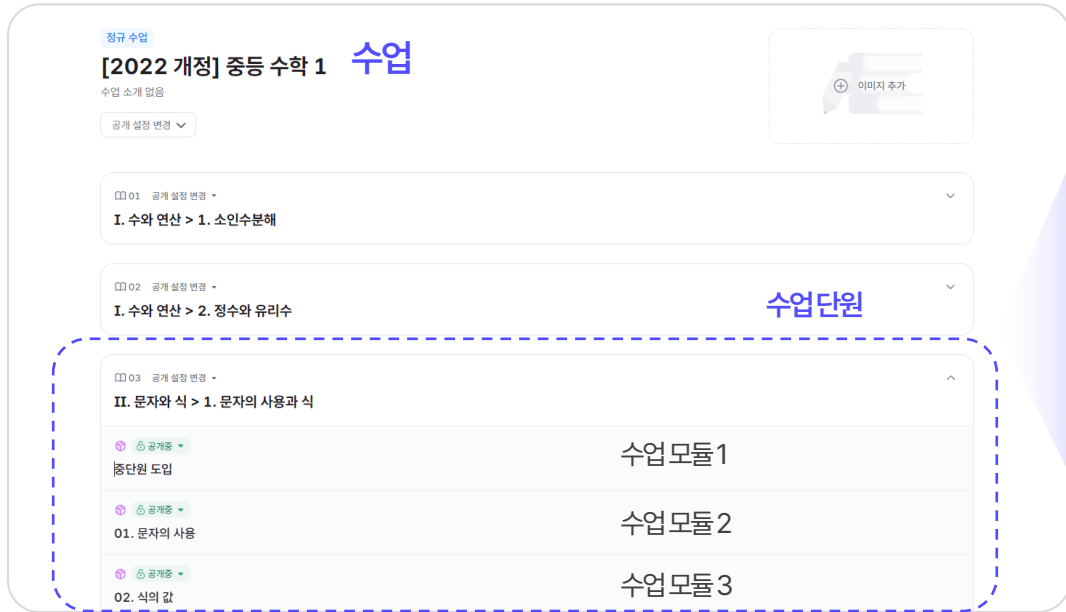 정규 수업
[2022 개정] 중등 수학 1
수업
수업 소개 없음
공개 설정 변경
이미지 추가
01 공개 설정 변경
I. 수와 연산 > 1. 소인수분해
02 공개 설정 변경
I. 수와 연산 > 2. 정수와 유리수
수업 단원
03 공개 설정 변경
II. 문자와 식 > 1. 문자의 사용과 식
공개중
중단원 도입
수업 모듈 1
공개중
01. 문자의 사용
수업 모듈 2
공개중
02. 식의 값
수업 모듈 3